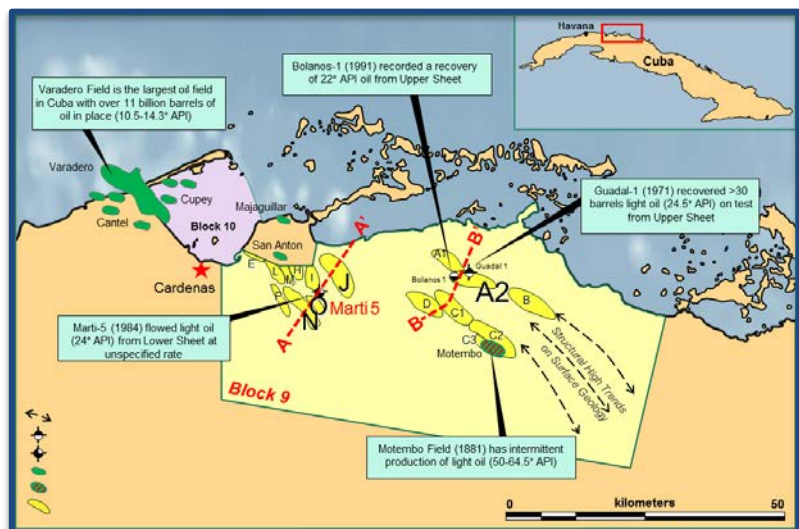 Havana
Cuba
Bolanos-1 (1991) recorded a recovery
of 22° API oil from Upper Sheet
Varadero Field is the largest oil field
in Cuba with over 11 billion barrels of
oil in place (10.5-14.3° API)
Varadero
Cupey
Cantel
Block 10
Majaguillar
San Anton
Guadal-1 (1971) recovered >30
barrels light oil (24.5° API) on test
from Upper Sheet
Cardenas
E
L
M
H
I
J
P
O
N
Marti 5
A'
A
A1
B'
Guadal 1
Bolanos 1
A2
B
D
C1
B
C2
C3
Motembo
Structural High Trends
on Surface Geology
Marti-5 (1984) flowed light oil
(24° API) from Lower Sheet at
unspecified rate
Block 9
Motembo Field (1881) has intermittent
production of light oil (50-64.5° API)
0 kilometers 50